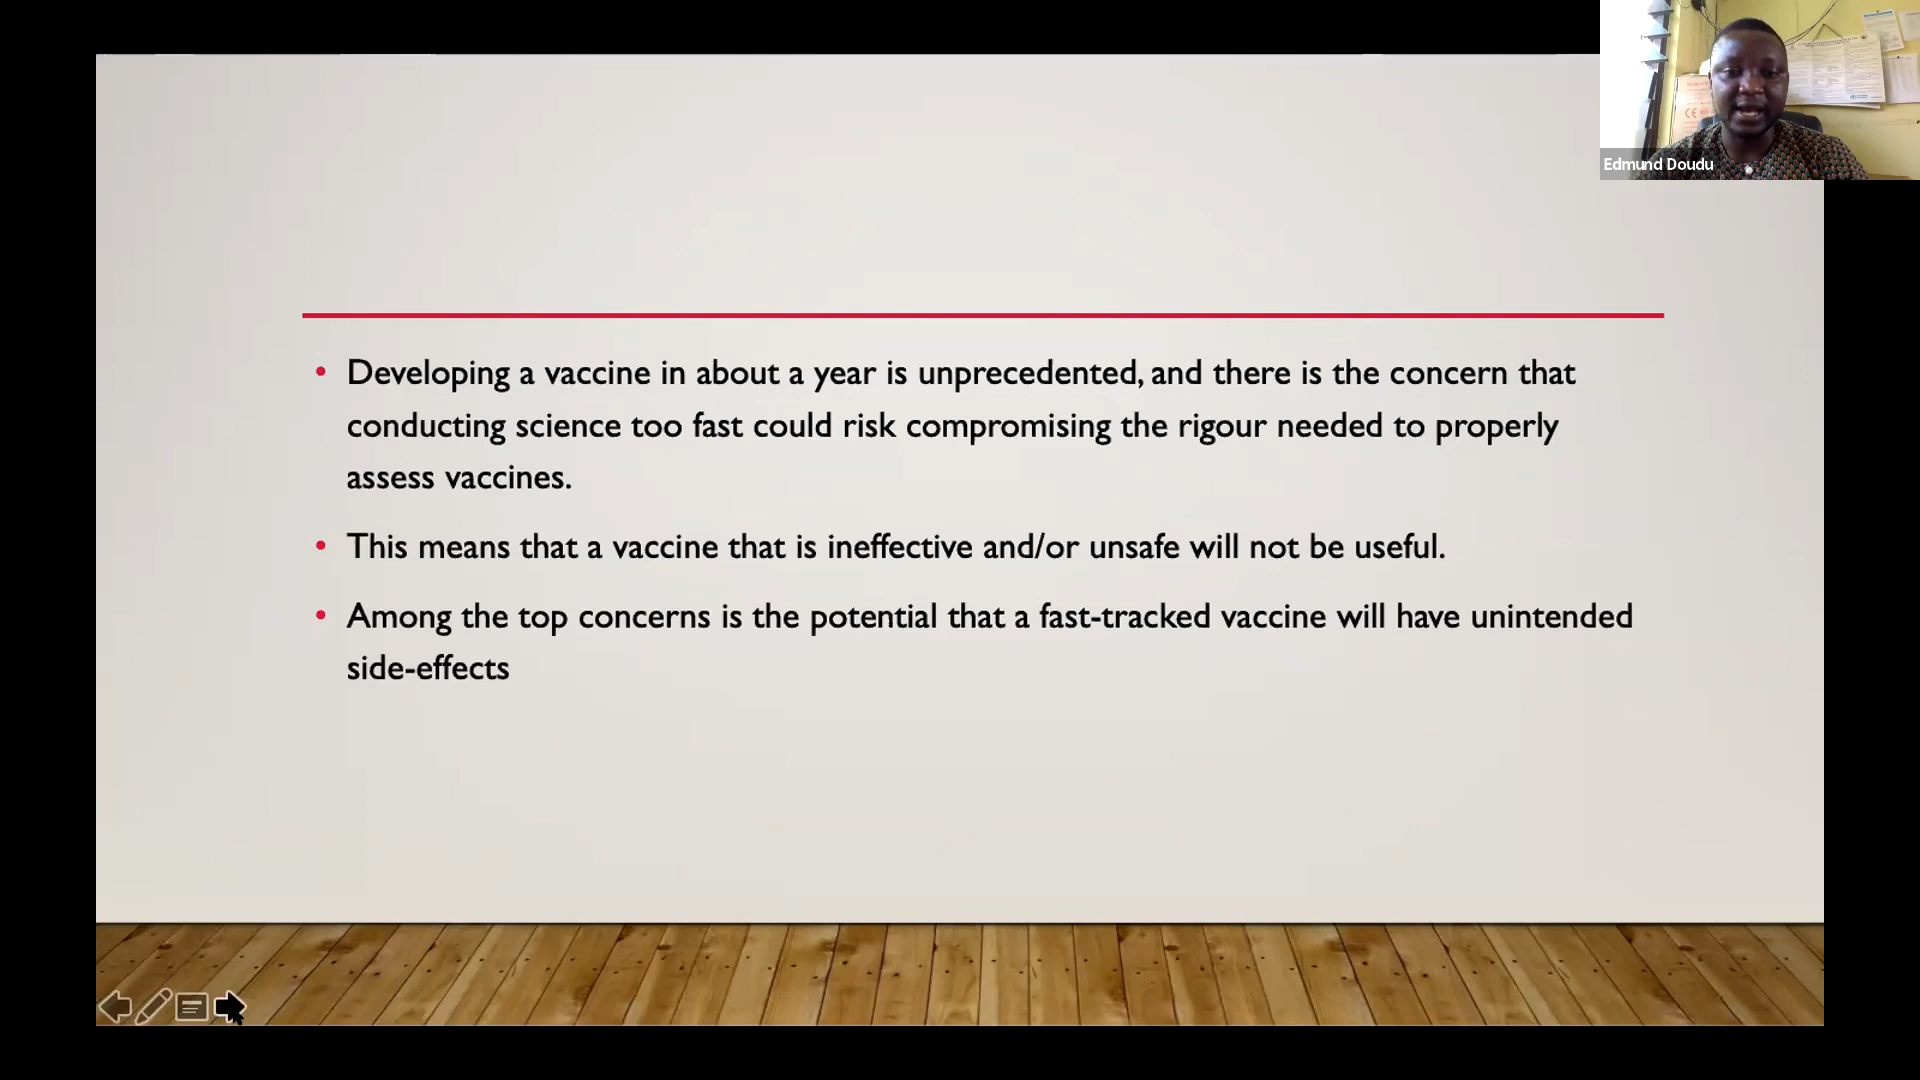 Edmund Doudu
• Developing a vaccine in about a year is unprecedented, and there is the concern that
conducting science too fast could risk compromising the rigour needed to properly
assess vaccines.
• This means that a vaccine that is ineffective and/or unsafe will not be useful.
• Among the top concerns is the potential that a fast-tracked vaccine will have unintended
side-effects